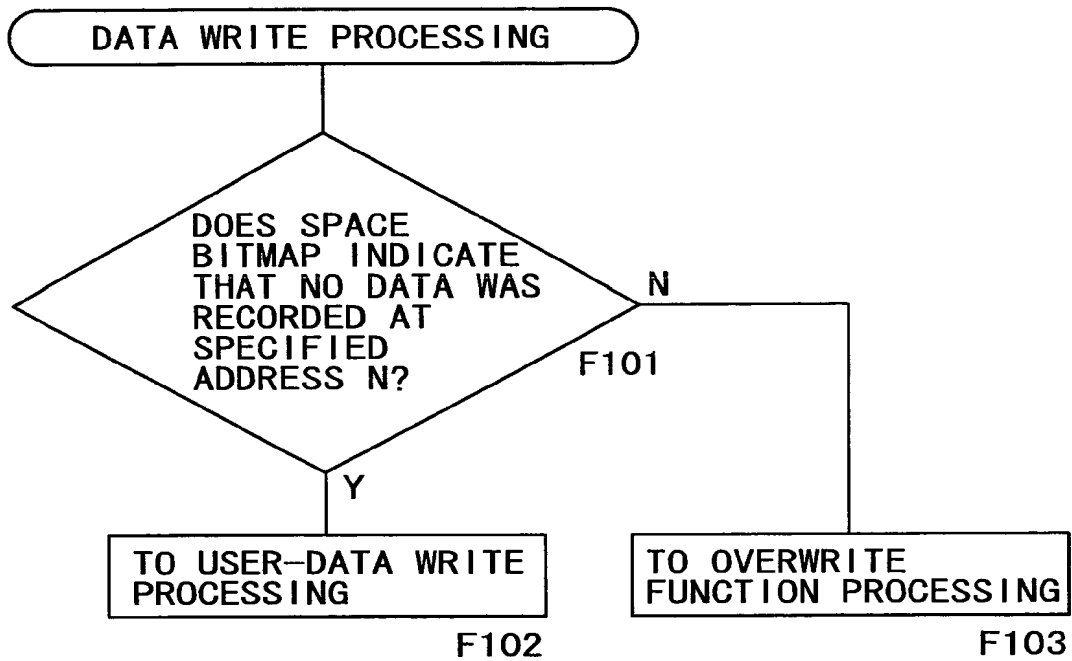 DATA WRITE PROCESSING
DOES SPACE
BITMAP INDICATE
THAT NO DATA WAS
RECORDED AT
SPECIFIED
ADDRESS N?
N
F101
Y
TO USER-DATA WRITE
PROCESSING
F102
TO OVERWRITE
FUNCTION PROCESSING
F103